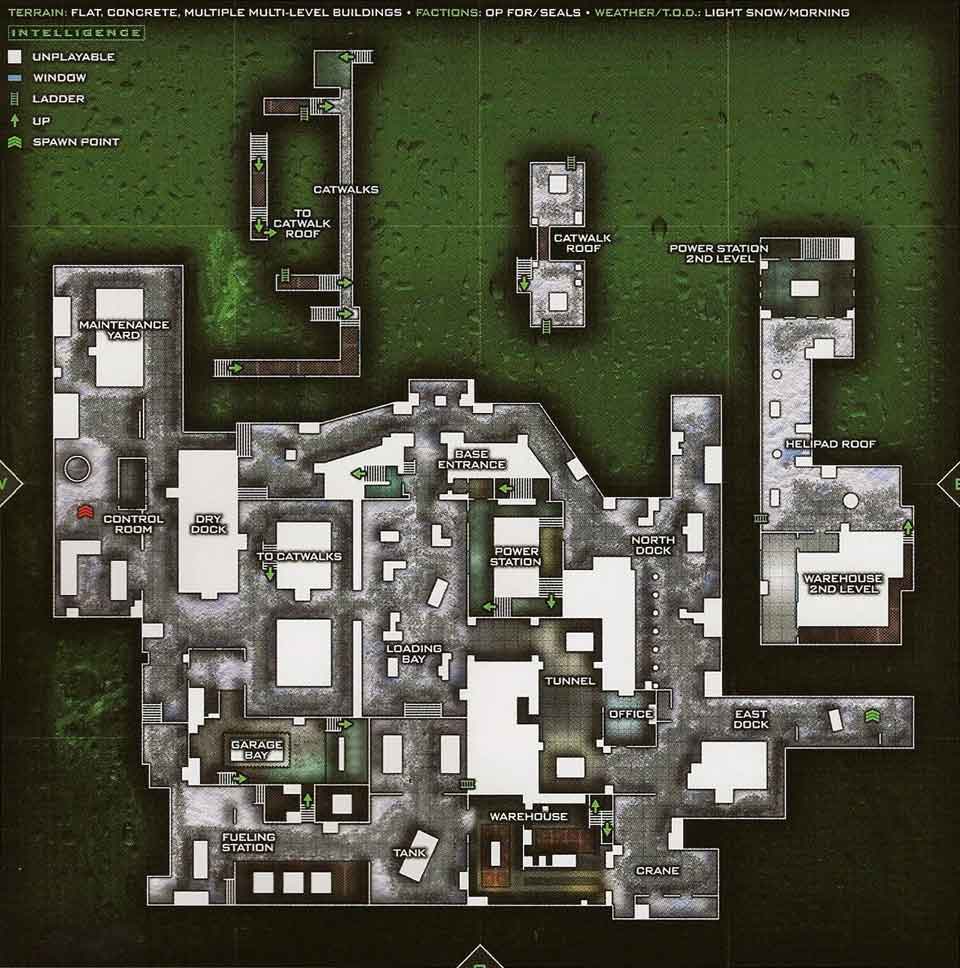 TERRAIN: FLAT, CONCRETE, MULTIPLE MULTI-LEVEL BUILDINGS • FACTIONS: OP FOR/SEALS • WEATHER/T.O.D.: LIGHT SNOW/MORNING
INTELLIGENCE
UNPLAYABLE
WINDOW
LADDER
UP
SPAWN POINT
CATWALKS
TO
CATWALK
ROOF
CATWALK
ROOF
POWER STATION
2ND LEVEL
MAINTENANCE
YARD
HELIPAD ROOF
BASE
ENTRANCE
CONTROL
ROOM
DRY
DOCK
TO CATWALKS
POWER
STATION
NORTH
DOCK
WAREHOUSE
2ND LEVEL
LOADING
BAY
TUNNEL
OFFICE
EAST
DOCK
GARAGE
BAY
WAREHOUSE
FUELING
STATION
TANK
CRANE